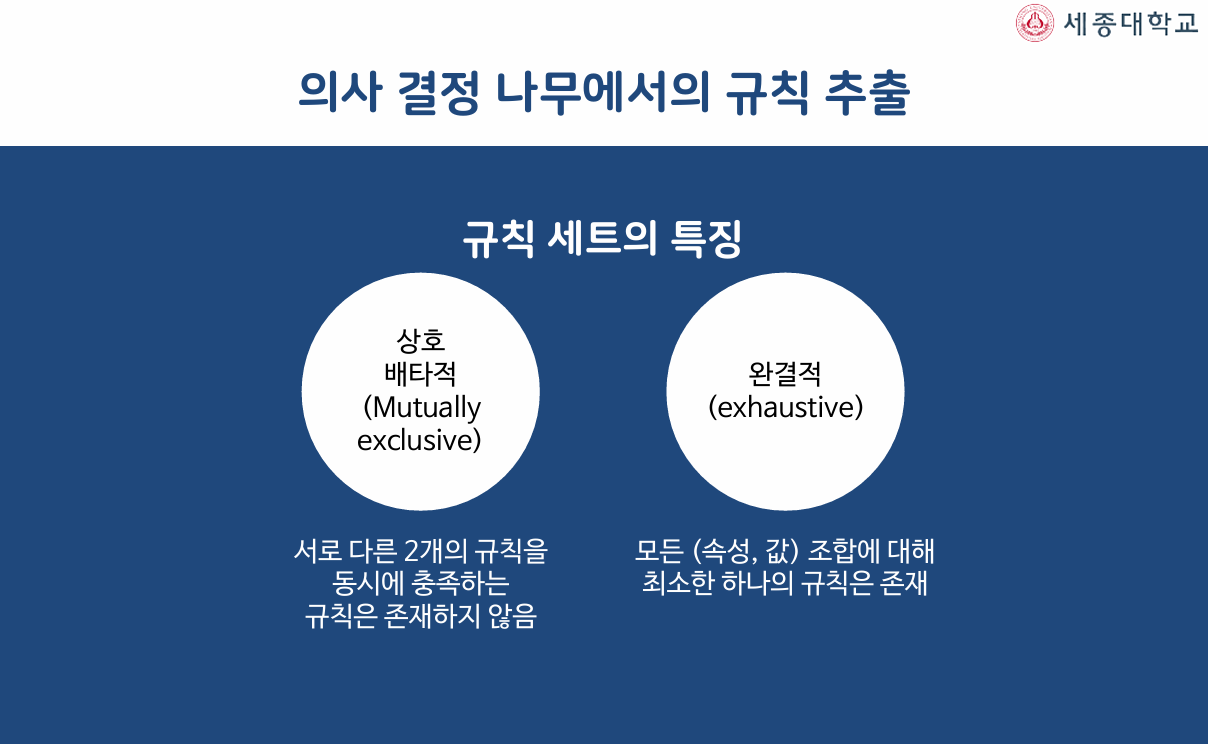 세종대학교
의사 결정 나무에서의 규칙 추출
규칙 세트의 특징
상호
배타적
(Mutually
exclusive)
서로 다른 2개의 규칙을
동시에 충족하는
규칙은 존재하지 않음
완결적
(exhaustive)
모든 (속성, 값) 조합에 대해
최소한 하나의 규칙은 존재